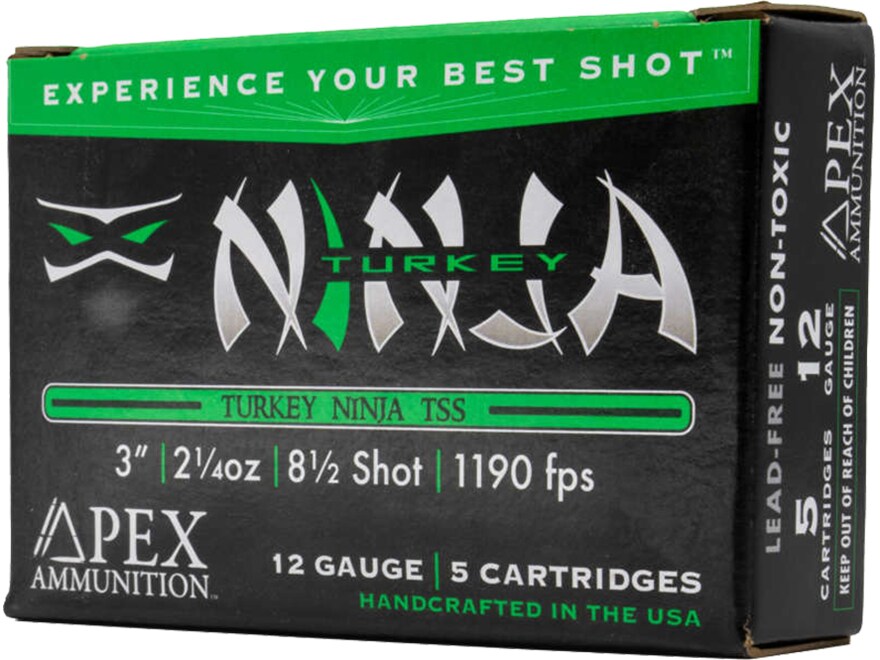 EXPERIENCE YOUR BEST SHOT™
NINJA
TURKEY
TURKEY NINJA TSS
3" | 2¼oz | 8½ Shot | 1190 fps
APEX
AMMUNITION™
12 GAUGE | 5 CARTRIDGES
HANDCRAFTED IN THE USA
APEX
AMMUNITION
LEAD-FREE NON-TOXIC
5 CARTRIDGES
12 GAUGE
KEEP OUT OF REACH OF CHILDREN